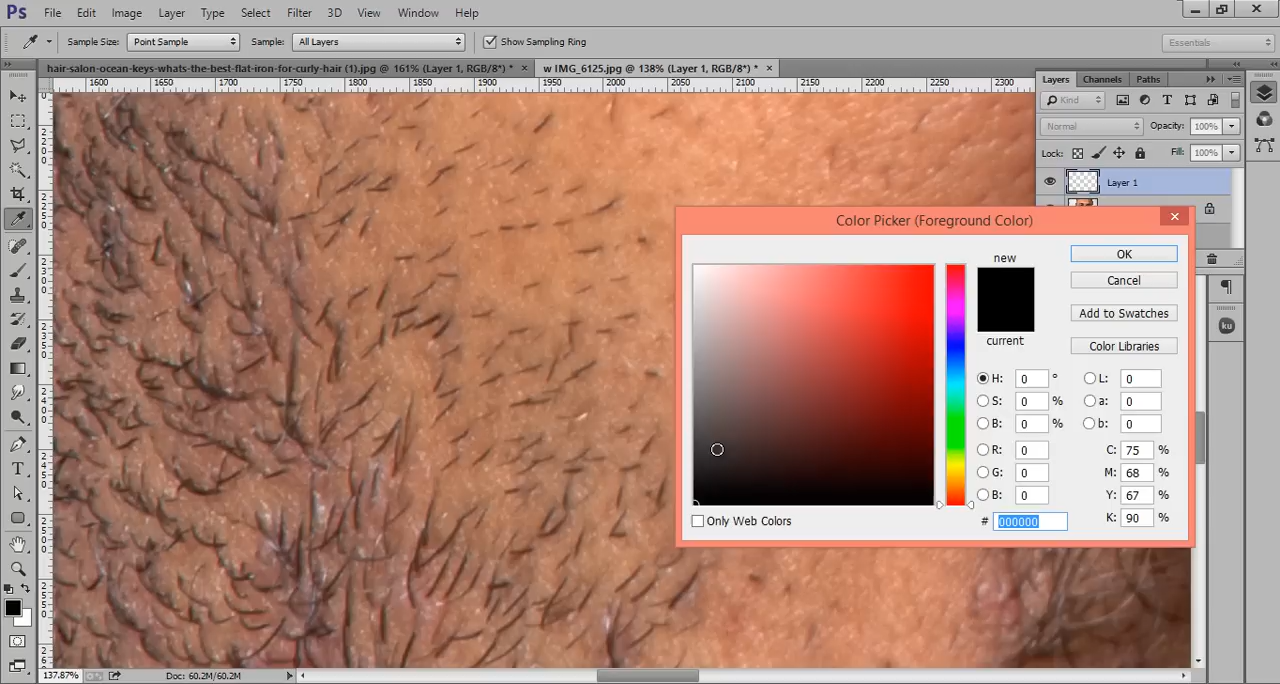 Ps File Edit Image Layer Type Select Filter 3D View Window Help
Sample Size: Point Sample Sample: All Layers Show Sampling Ring Essentials
hair-salon-ocean-keys-whats-the-best-flat-iron-for-curly-hair (1).jpg @ 161% (Layer 1, RGB/8*) * × w IMG_6125.jpg @ 138% (Layer 1, RGB/8*) * ×
1600 1650 1700 1750 1800 1850 1900 1950 2000 2050 2100 2150 2200 2250 2300
Layers Channels Paths
Kind
Normal Opacity: 100%
Lock: Fill: 100%
Layer 1
Color Picker (Foreground Color)
new
current
OK
Cancel
Add to Swatches
Color Libraries
H: 0 ° L: 0
S: 0 % a: 0
B: 0 % b: 0
R: 0 C: 75 %
G: 0 M: 68 %
B: 0 Y: 67 %
# 000000 K: 90 %
Only Web Colors
ku
137.87% Doc: 60.2M/60.2M